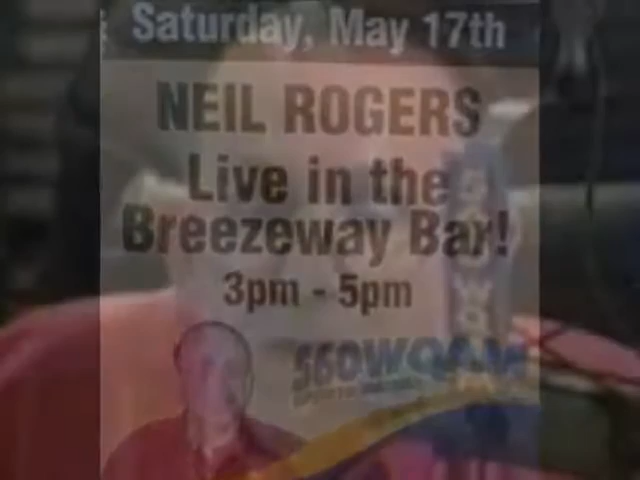 Saturday, May 17th
NEIL ROGERS
Live in the
Breezeway Bar!
3pm - 5pm
560WQAM